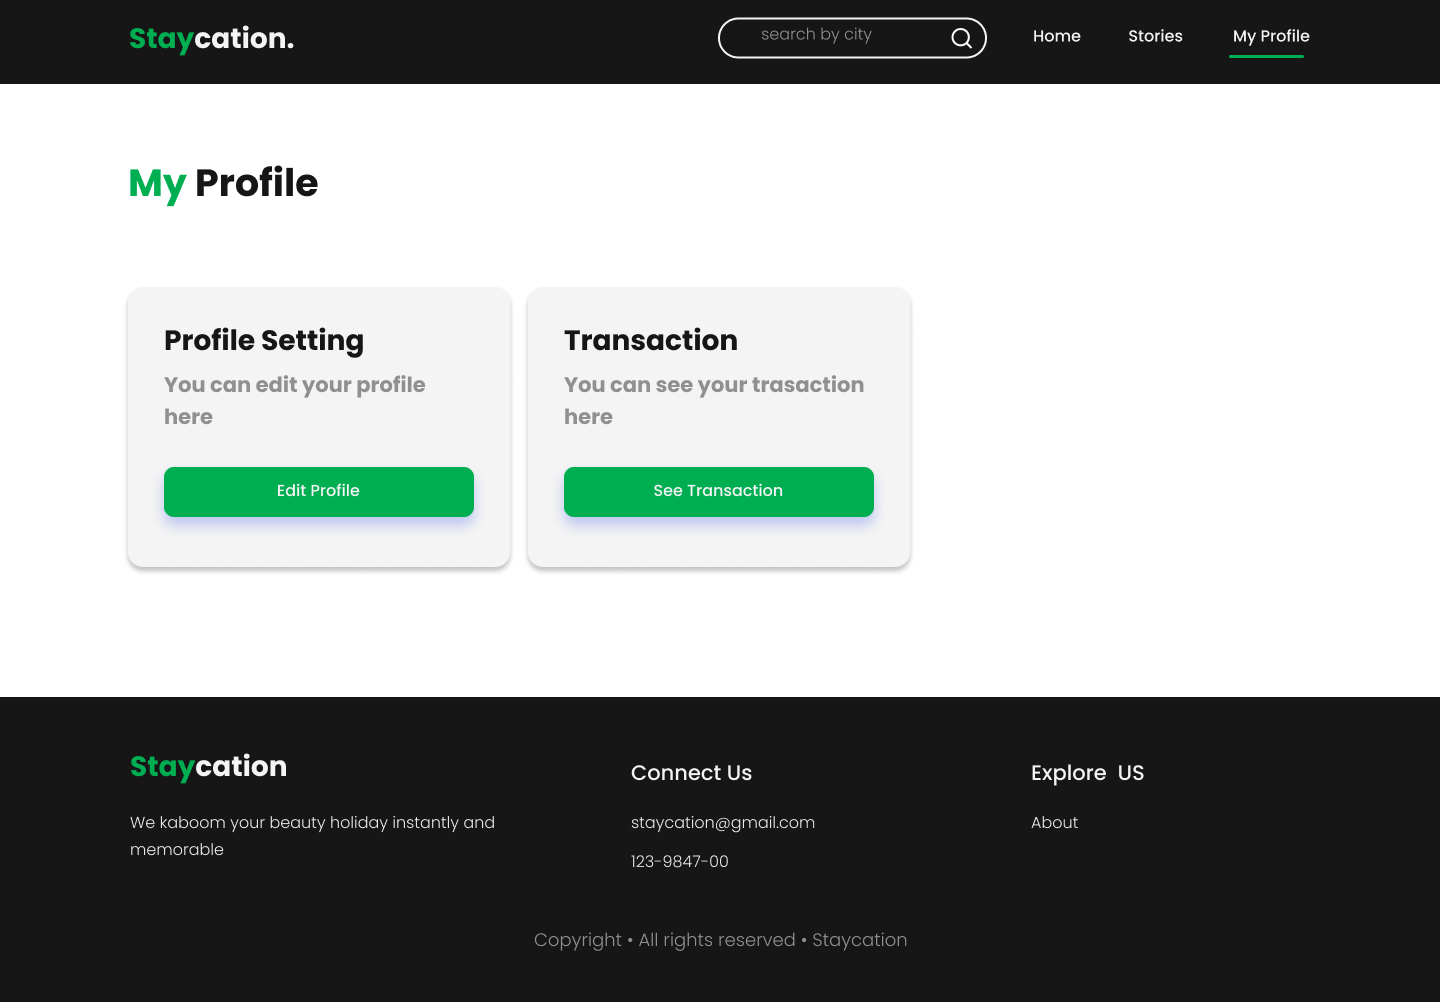 Staycation.
search by city
Home
Stories
My Profile
My Profile
Profile Setting
You can edit your profile
here
Edit Profile
Transaction
You can see your trasaction
here
See Transaction
Staycation
We kaboom your beauty holiday instantly and
memorable
Connect Us
staycation@gmail.com
123-9847-00
Explore  US
About
Copyright • All rights reserved • Staycation